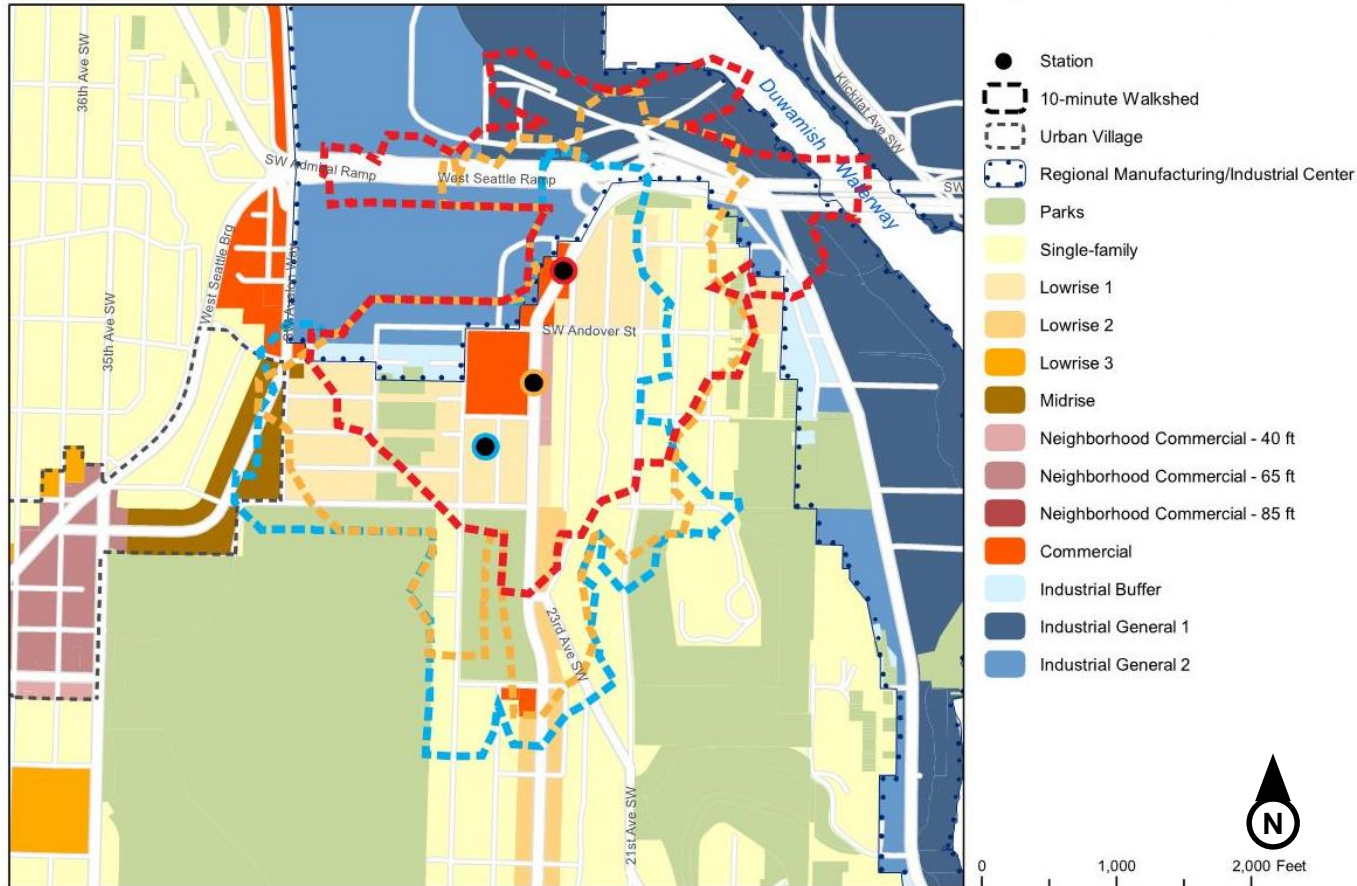 36th Ave SW
35th Ave SW
SW Admiral Ramp
West Seattle Ramp
West Seattle Brg
SW Avalon Way
SW Andover St
23rd Ave SW
21st Ave SW
Duwamish
Waterway
Klickitat Ave SW
SW
Station
10-minute Walkshed
Urban Village
Regional Manufacturing/Industrial Center
Parks
Single-family
Lowrise 1
Lowrise 2
Lowrise 3
Midrise
Neighborhood Commercial - 40 ft
Neighborhood Commercial - 65 ft
Neighborhood Commercial - 85 ft
Commercial
Industrial Buffer
Industrial General 1
Industrial General 2
N
0 1,000 2,000 Feet